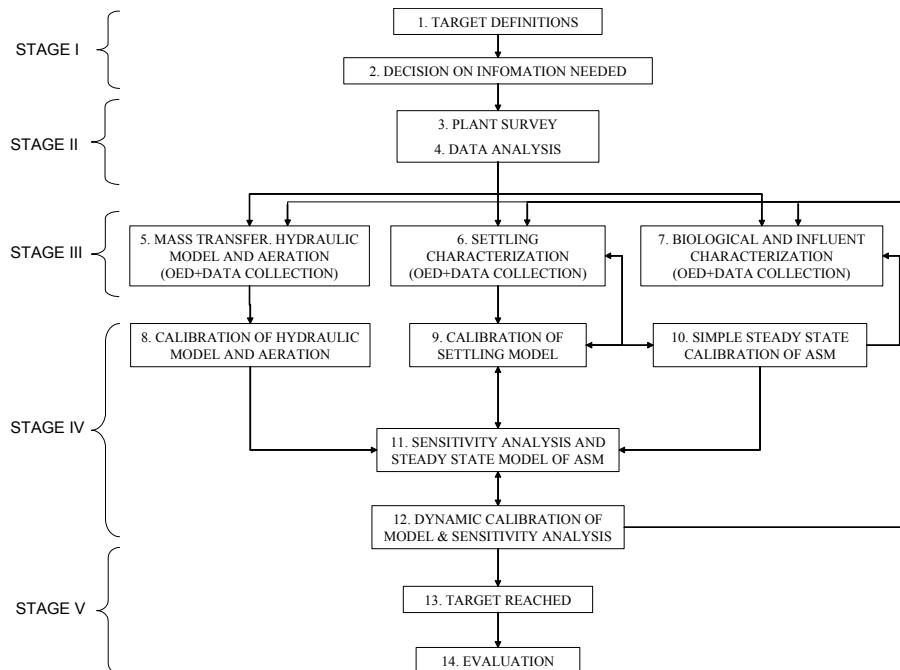 STAGE I
1. TARGET DEFINITIONS
2. DECISION ON INFOMATION NEEDED
STAGE II
3. PLANT SURVEY
4. DATA ANALYSIS
STAGE III
5. MASS TRANSFER. HYDRAULIC
MODEL AND AERATION
(OED+DATA COLLECTION)
6. SETTLING
CHARACTERIZATION
(OED+DATA COLLECTION)
7. BIOLOGICAL AND INFLUENT
CHARACTERIZATION
(OED+DATA COLLECTION)
STAGE IV
8. CALIBRATION OF HYDRAULIC
MODEL AND AERATION
9. CALIBRATION OF
SETTLING MODEL
10. SIMPLE STEADY STATE
CALIBRATION OF ASM
11. SENSITIVITY ANALYSIS AND
STEADY STATE MODEL OF ASM
12. DYNAMIC CALIBRATION OF
MODEL & SENSITIVITY ANALYSIS
STAGE V
13. TARGET REACHED
14. EVALUATION